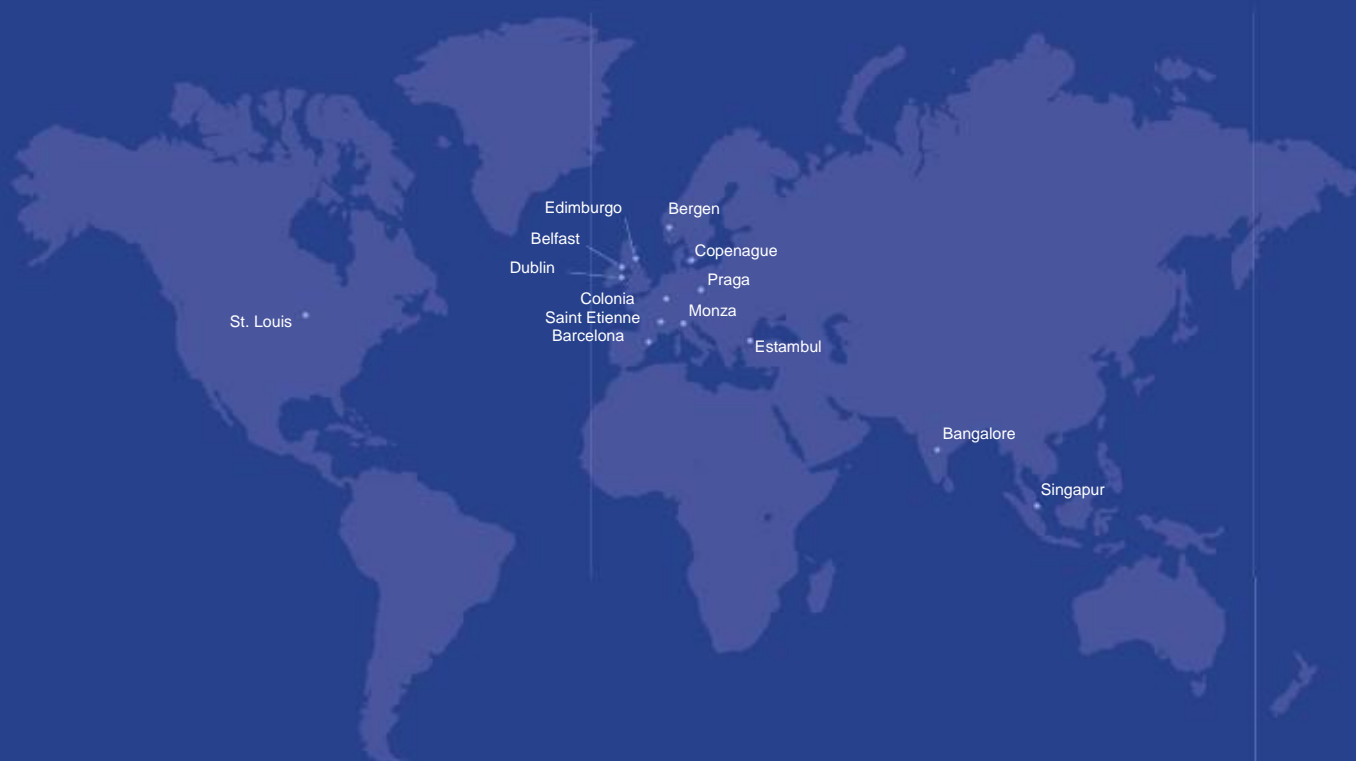 Edimburgo
Bergen
Belfast
Copenague
Dublin
Praga
Colonia
Monza
Saint Etienne
St. Louis
Barcelona
Estambul
Bangalore
Singapur